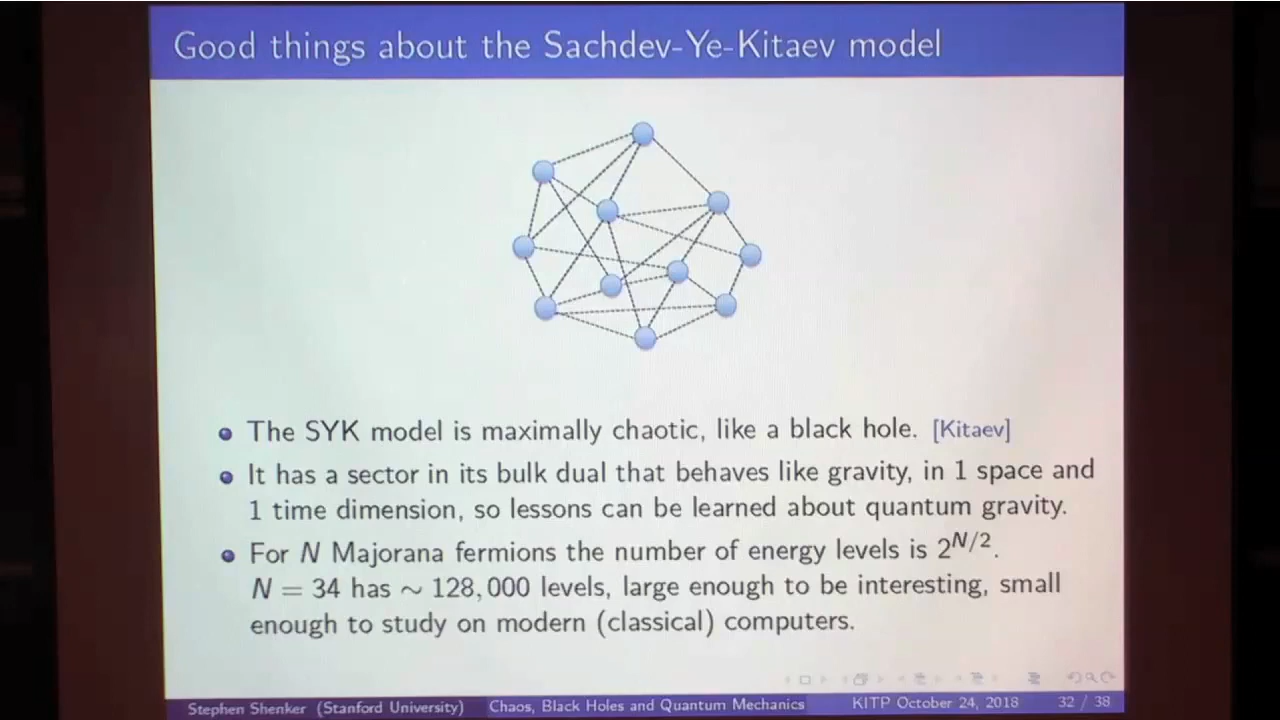 Good things about the Sachdev-Ye-Kitaev model
The SYK model is maximally chaotic, like a black hole. [Kitaev]
It has a sector in its bulk dual that behaves like gravity, in 1 space and
1 time dimension, so lessons can be learned about quantum gravity.
For N Majorana fermions the number of energy levels is 2^{N/2}.
N = 34 has ∼ 128,000 levels, large enough to be interesting, small
enough to study on modern (classical) computers.
Stephen Shenker (Stanford University) Chaos, Black Holes and Quantum Mechanics KITP October 24, 2018 32 / 38